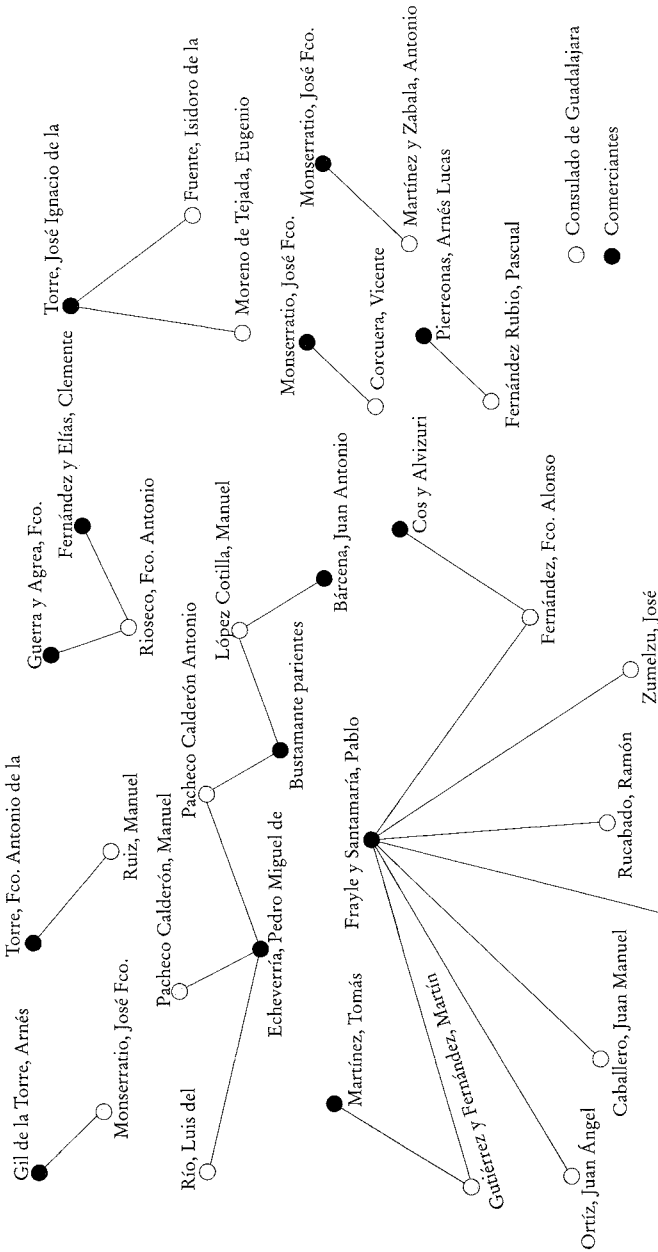 Gil de la Torre, Arnés
Monserratio, José Fco.
Torre, Fco. Antonio de la
Ruiz, Manuel
Guerra y Agrea, Fco.
Fernández y Elías, Clemente
Rioseco, Fco. Antonio
Torre, José Ignacio de la
Fuente, Isidoro de la
Moreno de Tejada, Eugenio
Río, Luis del
Pacheco Calderón, Manuel
Echeverría, Pedro Miguel de
Pacheco Calderón Antonio
Bustamante parientes
López Cotilla, Manuel
Bárcena, Juan Antonio
Monserratio, José Fco.
Corcuera, Vicente
Monserratio, José Fco.
Martínez y Zabala, Antonio
Martínez, Tomás
Gutiérrez y Fernández, Martín
Frayle y Santamaría, Pablo
Cos y Alvizuri
Fernández, Fco. Alonso
Pierreonas, Arnés Lucas
Fernández Rubio, Pascual
Ortíz, Juan Ángel
Caballero, Juan Manuel
Rucabado, Ramón
Zumelzu, José
Consulado de Guadalajara
Comerciantes